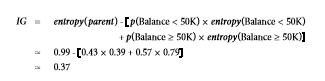 IG = entropy(parent) - [p(Balance < 50K) × entropy(Balance < 50K)
+ p(Balance ≥ 50K) × entropy(Balance ≥ 50K)]
≃ 0.99 - [0.43 × 0.39 + 0.57 × 0.79]
≃ 0.37